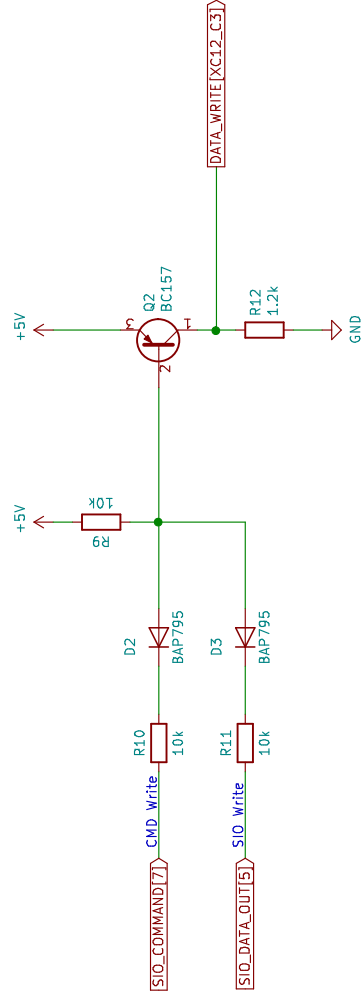 DATA_WRITE[XC12_C3]
+5V
3
Q2
BC157
1
2
R12
1.2k
GND
+5V
10k
R9
D2
BAP795
D3
BAP795
R10
10k
R11
10k
CMD Write
SIO Write
SIO_COMMAND[7]
SIO_DATA_OUT[5]